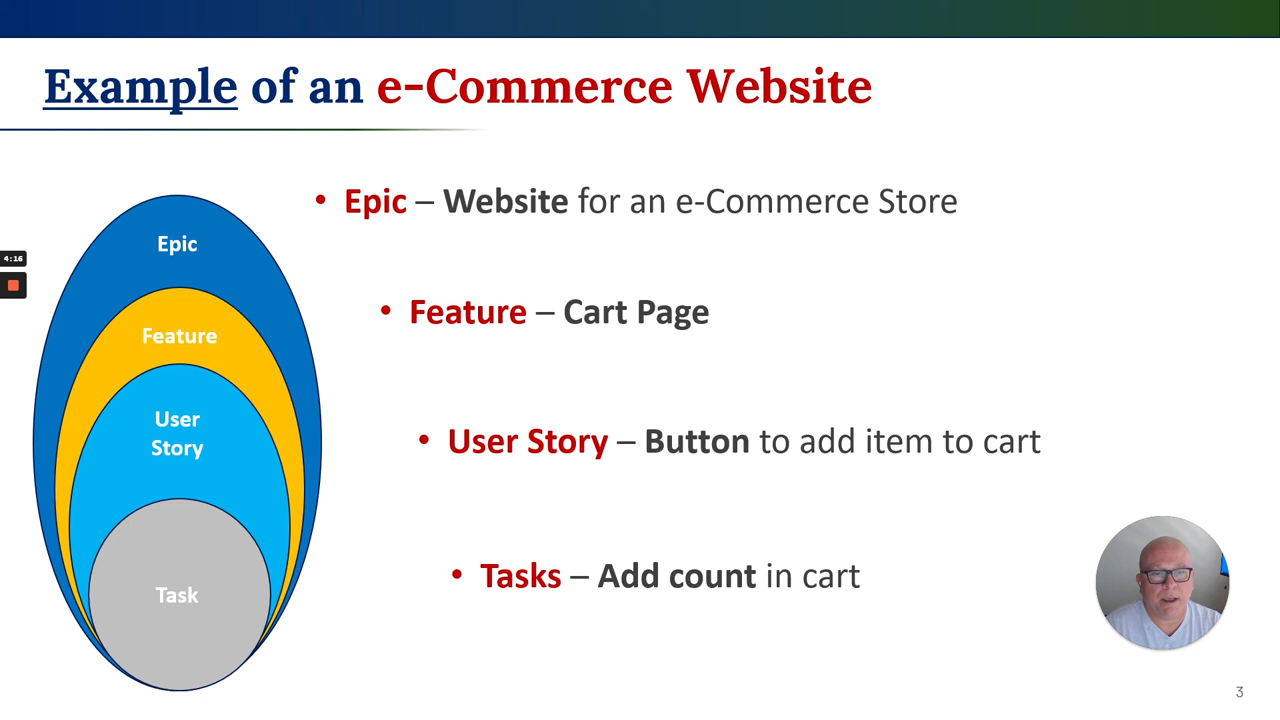 Example of an e-Commerce Website
Epic
Feature
User
Story
Task
4:16
• Epic – Website for an e-Commerce Store
• Feature – Cart Page
• User Story – Button to add item to cart
• Tasks – Add count in cart
3